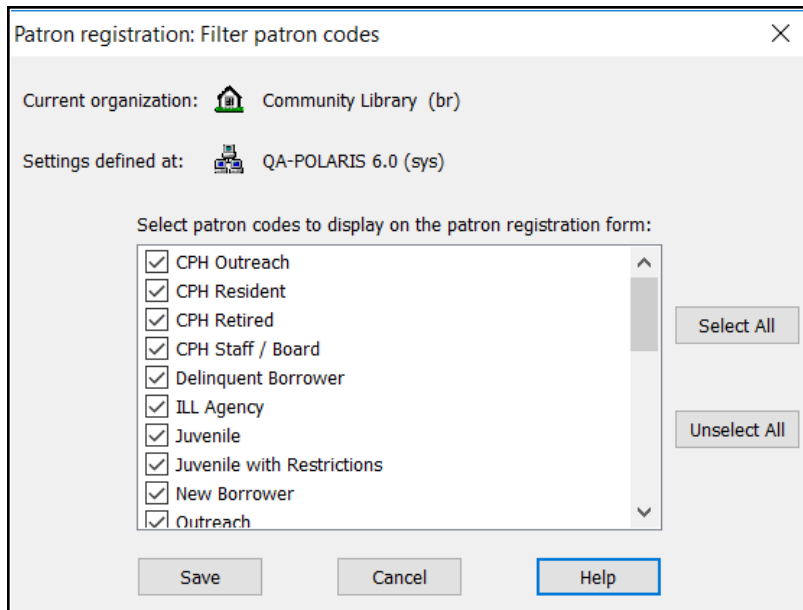 Patron registration: Filter patron codes
Current organization: Community Library (br)
Settings defined at: QA-POLARIS 6.0 (sys)
Select patron codes to display on the patron registration form:
CPH Outreach
CPH Resident
CPH Retired
CPH Staff / Board
Delinquent Borrower
ILL Agency
Juvenile
Juvenile with Restrictions
New Borrower
Outreach
Select All
Unselect All
Save Cancel Help